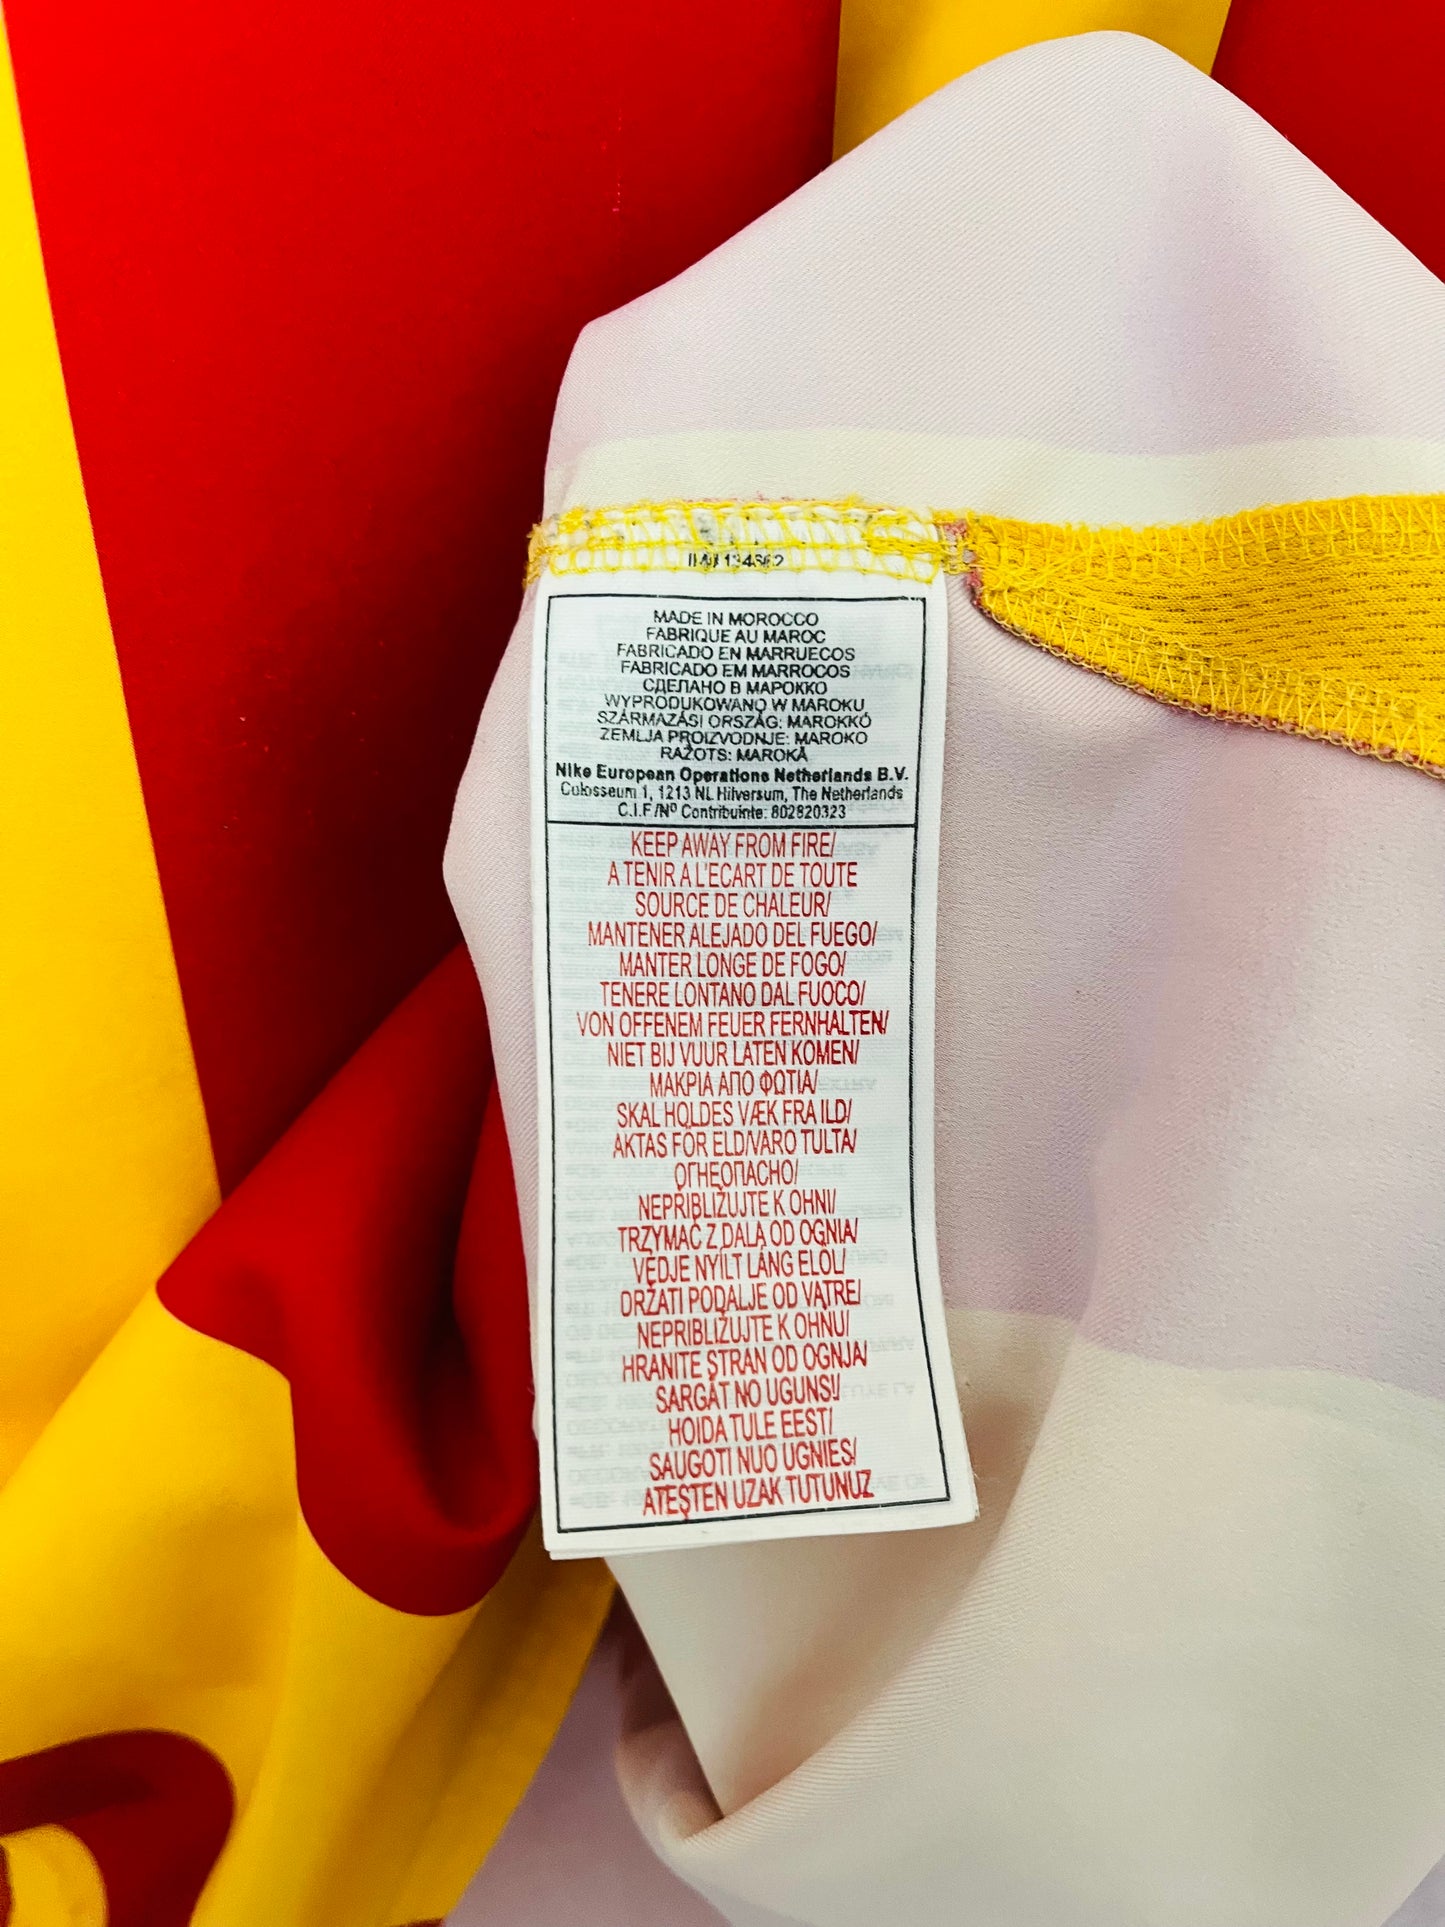 MADE IN MOROCCO
FABRIQUE AU MAROC
FABRICADO EN MARRUECOS
FABRICADO EM MARROCOS
СДЕЛАНО В МАРОККО
WYPRODUKOWANO W MAROKU
SZÁRMAZÁSI ORSZÁG: MAROKKÓ
ZEMLJA PROIZVODNJE: MAROKO
RAŽOTS: MAROKĀ
Nike European Operations Netherlands B.V.
Colosseum 1, 1213 NL Hilversum, The Netherlands
C.I.F/Nº Contribuinte: 802820323
KEEP AWAY FROM FIRE/
A TENIR A L'ECART DE TOUTE
SOURCE DE CHALEUR/
MANTENER ALEJADO DEL FUEGO/
MANTER LONGE DE FOGO/
TENERE LONTANO DAL FUOCO/
VON OFFENEM FEUER FERNHALTEN/
NIET BIJ VUUR LATEN KOMEN/
ΜΑΚΡΙΑ ΑΠΟ ΦΩΤΙΑ/
SKAL HOLDES VÆK FRA ILD/
AKTAS FÖR ELD/VARO TULTA/
ОГНЕОПАСНО/
NEPŘIBLIŽUJTE K OHNI/
TRZYMAĆ Z DALA OD OGNIA/
VÉDJE NYÍLT LÁNG ELŐL/
DRŽATI PODALJE OD VATRE/
NEPRIBLIŽUJTE K OHŇU/
HRANITE STRAN OD OGNJA/
SARGĀT NO UGUNS!/
HOIDA TULE EEST/
SAUGOTI NUO UGNIES/
ATEŞTEN UZAK TUTUNUZ